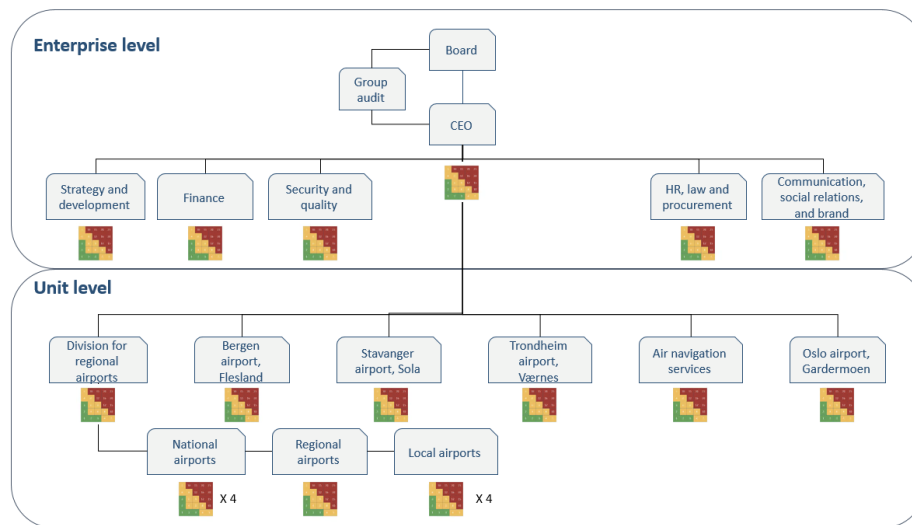 Enterprise level
Board
Group
audit
CEO
Strategy and
development
Finance
Security and
quality
HR, law and
procurement
Communication,
social relations,
and brand
Unit level
Division for
regional
airports
Bergen
airport,
Flesland
Stavanger
airport, Sola
Trondheim
airport,
Værnes
Air navigation
services
Oslo airport,
Gardermoen
National
airports
Regional
airports
Local airports
X 4
X 4